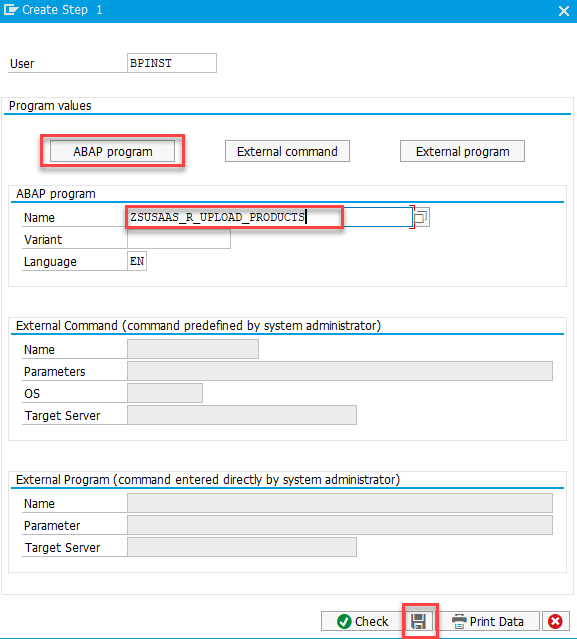 Create Step 1
User BPINST
Program values
ABAP program External command External program
ABAP program
Name ZSUSAAS_R_UPLOAD_PRODUCTS
Variant
Language EN
External Command (command predefined by system administrator)
Name
Parameters
OS
Target Server
External Program (command entered directly by system administrator)
Name
Parameter
Target Server
Check Print Data